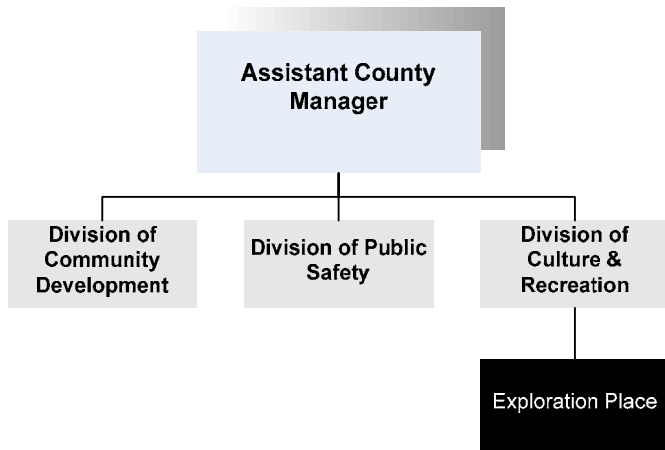 Assistant County
Manager
Division of
Community
Development
Division of Public
Safety
Division of
Culture &
Recreation
Exploration Place